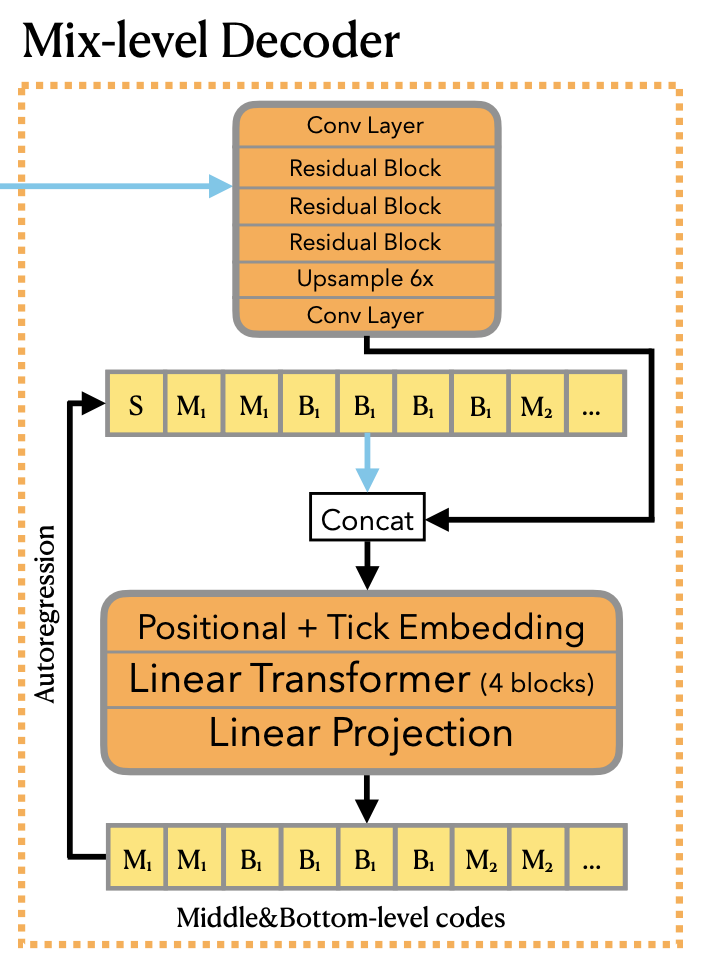 Mix-level Decoder
Conv Layer
Residual Block
Residual Block
Residual Block
Upsample 6x
Conv Layer
S M₁ M₁ B₁ B₁ B₁ B₁ M₂ ...
Concat
Autoregression
Positional + Tick Embedding
Linear Transformer (4 blocks)
Linear Projection
M₁ M₁ B₁ B₁ B₁ B₁ M₂ M₂ ...
Middle&Bottom-level codes